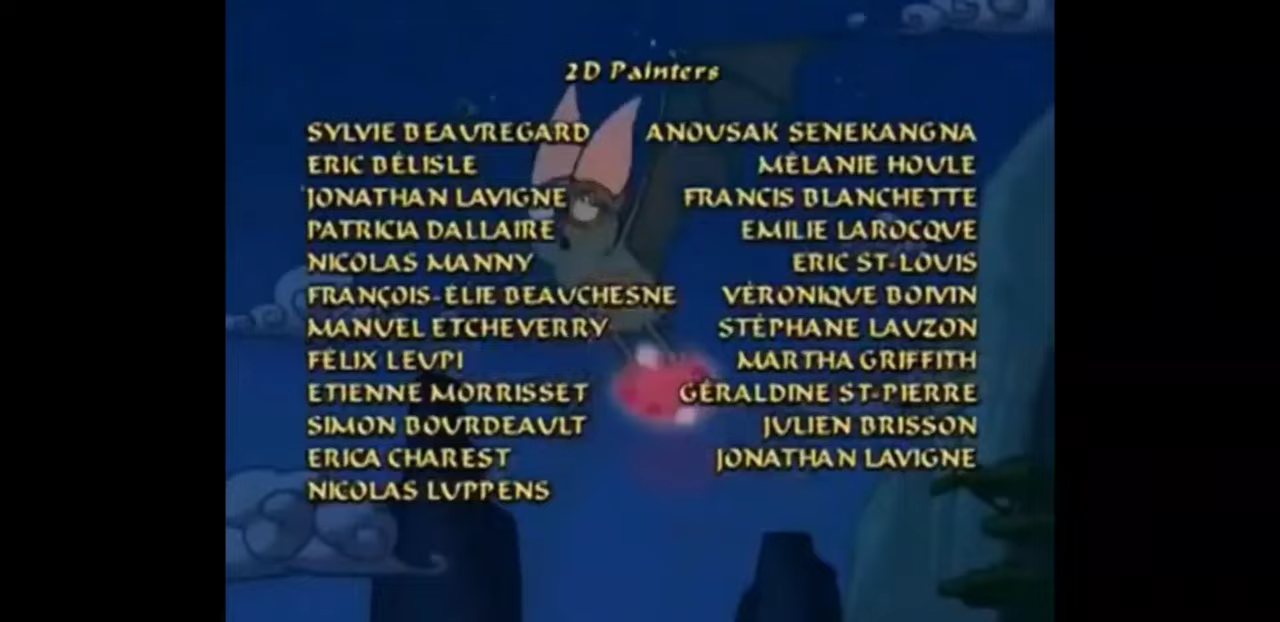 2D Painters
SYLVIE BEAUREGARD ANOUSAK SENEKANGNA
ERIC BÉLISLE MÉLANIE HOULE
JONATHAN LAVIGNE FRANCIS BLANCHETTE
PATRICIA DALLAIRE EMILIE LAROCQUE
NICOLAS MANNY ÉRIC ST-LOUIS
FRANÇOIS-ÉLIE BEAUCHESNE VÉRONIQUE BOIVIN
MANUEL ETCHEVERRY STÉPHANE LAUZON
FÉLIX LEUPI MARTHA GRIFFITH
ETIENNE MORRISSET GÉRALDINE ST-PIERRE
SIMON BOURDEAULT JULIEN BRISSON
ERICA CHAREST JONATHAN LAVIGNE
NICOLAS LUPPENS